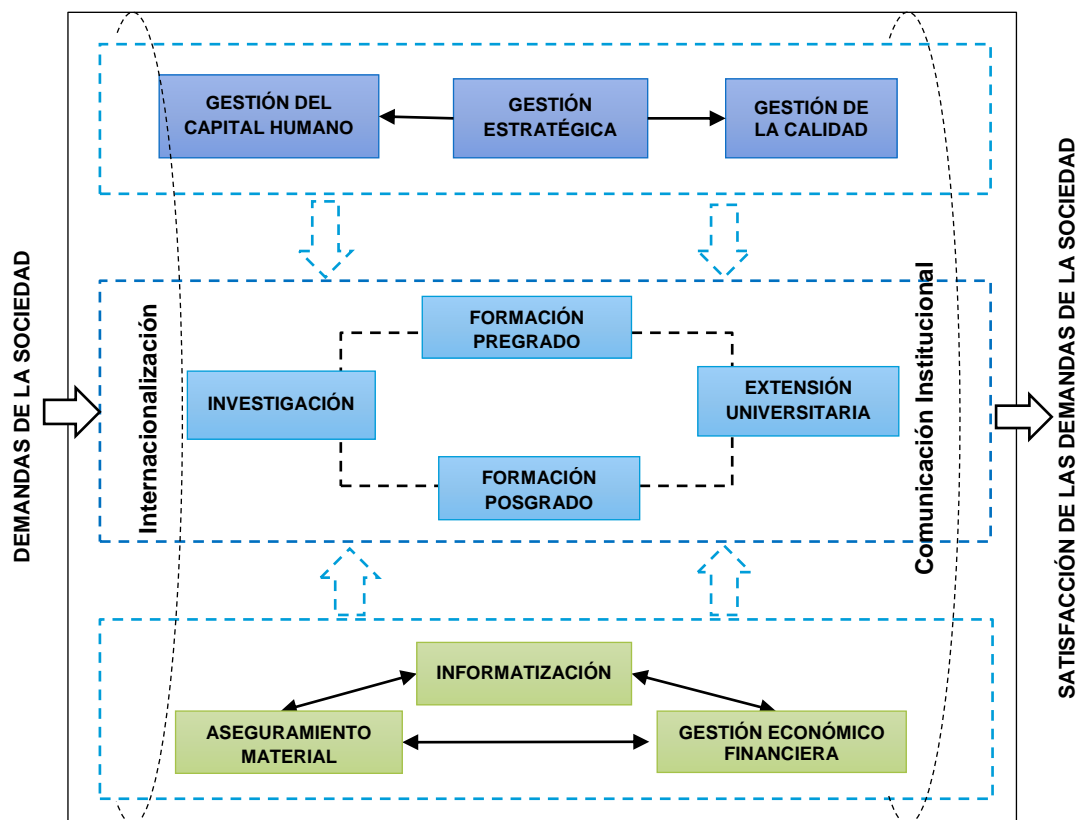 GESTIÓN DEL
CAPITAL HUMANO
GESTIÓN
ESTRATÉGICA
GESTIÓN DE
LA CALIDAD
DEMANDAS DE LA SOCIEDAD
Internacionalización
FORMACIÓN
PREGRADO
INVESTIGACIÓN
EXTENSIÓN
UNIVERSITARIA
FORMACIÓN
POSGRADO
Comunicación Institucional
SATISFACCIÓN DE LAS DEMANDAS DE LA SOCIEDAD
INFORMATIZACIÓN
ASEGURAMIENTO
MATERIAL
GESTIÓN ECONÓMICO
FINANCIERA